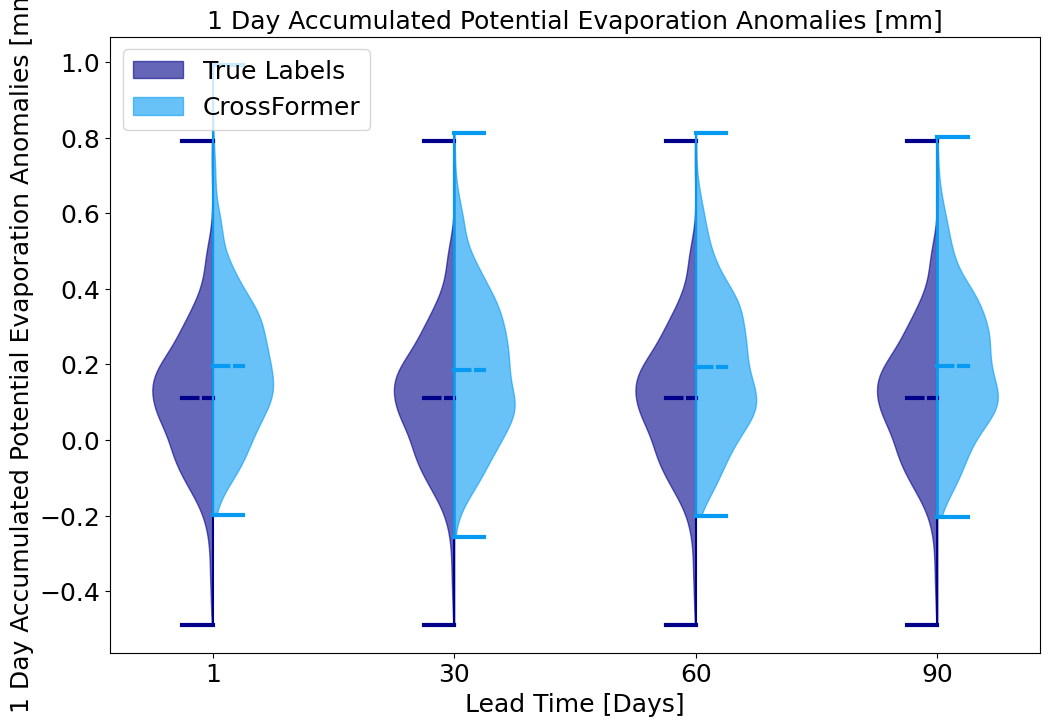 1 Day Accumulated Potential Evaporation Anomalies [mm]
1 Day Accumulated Potential Evaporation Anomalies [mm
True Labels
CrossFormer
1.0
0.8
0.6
0.4
0.2
0.0
−0.2
−0.4
1 30 60 90
Lead Time [Days]